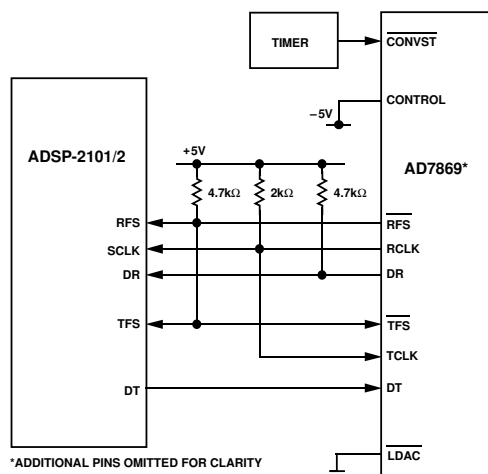 TIMER
CONVST
CONTROL
–5V
ADSP-2101/2
AD7869*
+5V
4.7kΩ
2kΩ
4.7kΩ
RFS
RFS
SCLK
RCLK
DR
DR
TFS
TFS
TCLK
DT
DT
LDAC
*ADDITIONAL PINS OMITTED FOR CLARITY